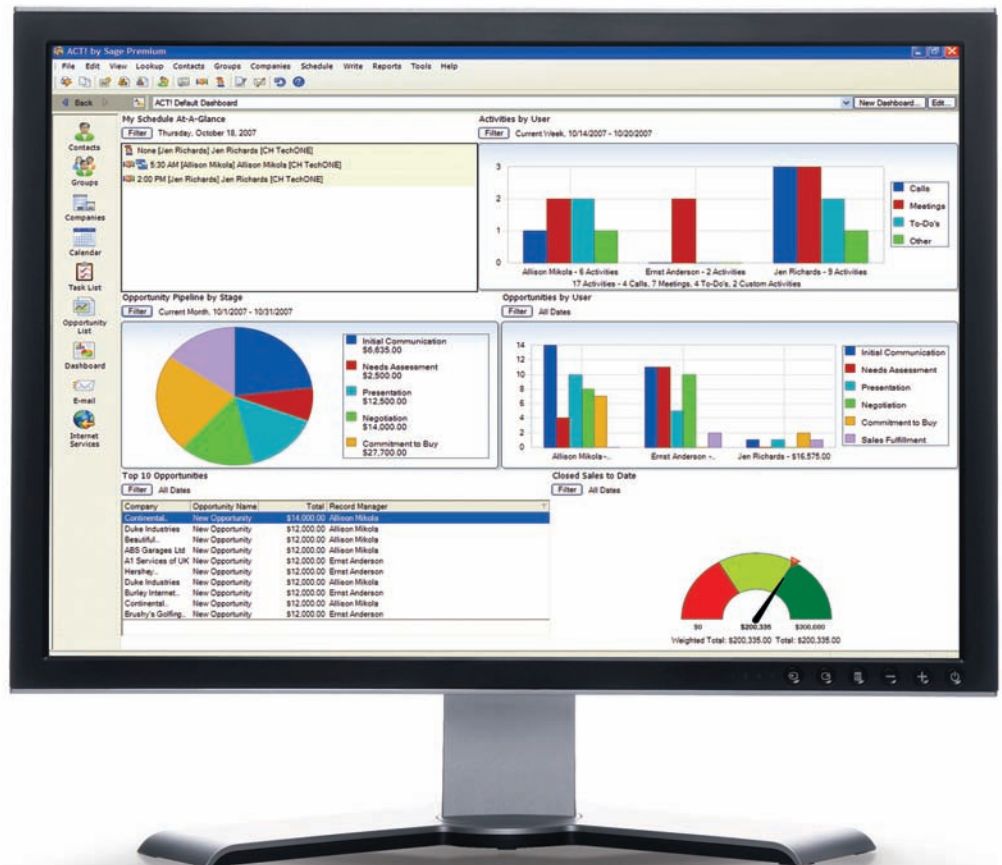 ACT! by Sage Premium
File Edit View Lookup Contacts Groups Companies Schedule Write Reports Tools Help
Back ACT! Default Dashboard New Dashboard... Edit...
Contacts
Groups
Companies
Calendar
Task List
Opportunity List
Dashboard
E-mail
Internet Services
My Schedule At-A-Glance
Filter Thursday, October 18, 2007
None [Jen Richards] Jen Richards [CH TechONE]
5:30 AM [Allison Mikola] Allison Mikola [CH TechONE]
2:00 PM [Jen Richards] Jen Richards [CH TechONE]
Activities by User
Filter Current Week, 10/14/2007 - 10/20/2007
3
2
1
0
Allison Mikola - 6 Activities Ernst Anderson - 2 Activities Jen Richards - 9 Activities
17 Activities - 4 Calls, 7 Meetings, 4 To-Do's, 2 Custom Activities
Calls
Meetings
To-Do's
Other
Opportunity Pipeline by Stage
Filter Current Month, 10/1/2007 - 10/31/2007
Initial Communication
$6,635.00
Needs Assessment
$2,500.00
Presentation
$12,500.00
Negotiation
$14,000.00
Commitment to Buy
$27,700.00
Opportunities by User
Filter All Dates
14
12
10
8
6
4
2
0
Allison Mikola-.. Ernst Anderson -.. Jen Richards - $16,575.00
Initial Communication
Needs Assessment
Presentation
Negotiation
Commitment to Buy
Sales Fulfillment
Top 10 Opportunities
Filter All Dates
Company Opportunity Name Total Record Manager
Continental.. New Opportunity $14,000.00 Allison Mikola
Duke Industries New Opportunity $12,000.00 Allison Mikola
Beautiful.. New Opportunity $12,000.00 Allison Mikola
ABS Garages Ltd New Opportunity $12,000.00 Allison Mikola
A1 Services of UK New Opportunity $12,000.00 Ernst Anderson
Hershey.. New Opportunity $12,000.00 Ernst Anderson
Duke Industries New Opportunity $12,000.00 Allison Mikola
Burley Internet.. New Opportunity $12,000.00 Ernst Anderson
Continental.. New Opportunity $12,000.00 Allison Mikola
Brushy's Golfing.. New Opportunity $12,000.00 Ernst Anderson
Closed Sales to Date
Filter All Dates
$0 $200,335 $300,000
Weighted Total: $200,335.00 Total: $200,335.00